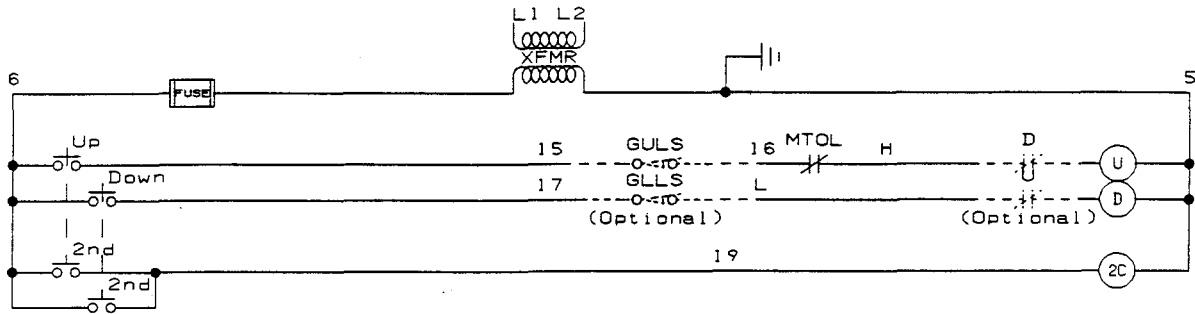 L1 L2
XFMR
6
5
FUSE
Up
15
GULS
16
MTOL
H
D
U
Down
17
GLLS
L
U
D
(Optional)
(Optional)
2nd
19
2C
2nd